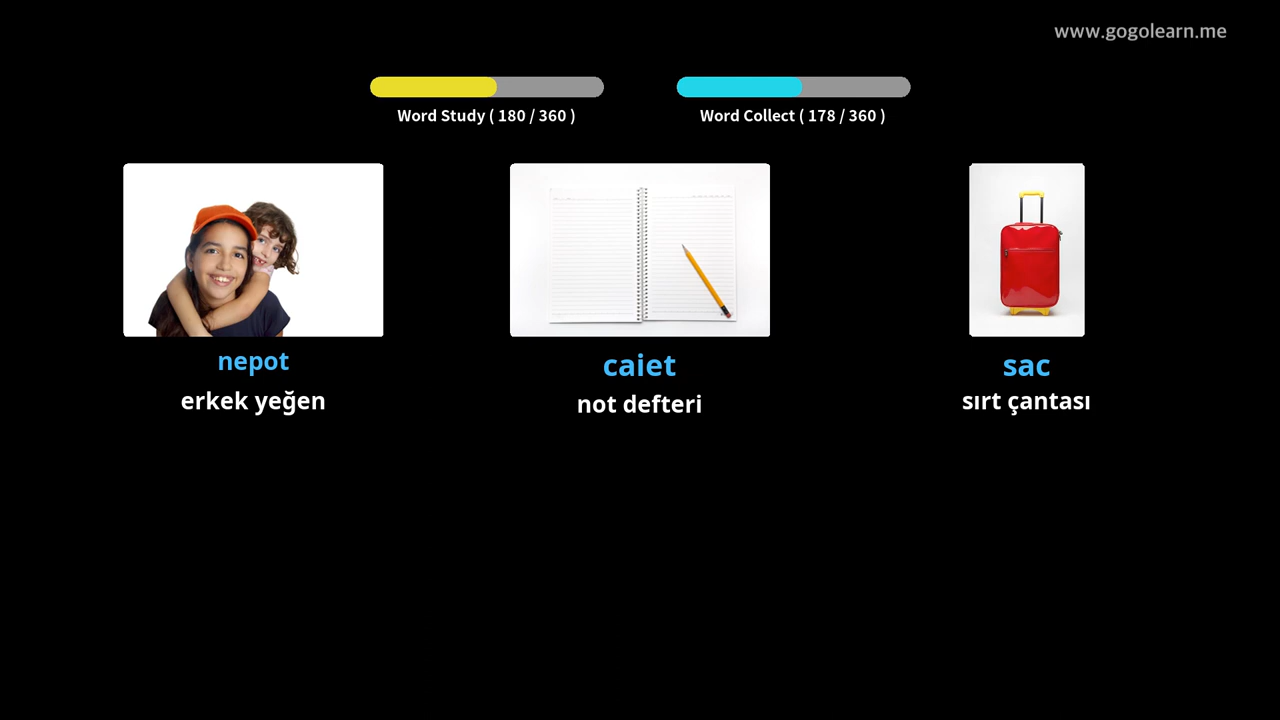 www.gogolearn.me
Word Study ( 180 / 360 )
Word Collect ( 178 / 360 )
nepot
erkek yeğen
caiet
not defteri
sac
sırt çantası